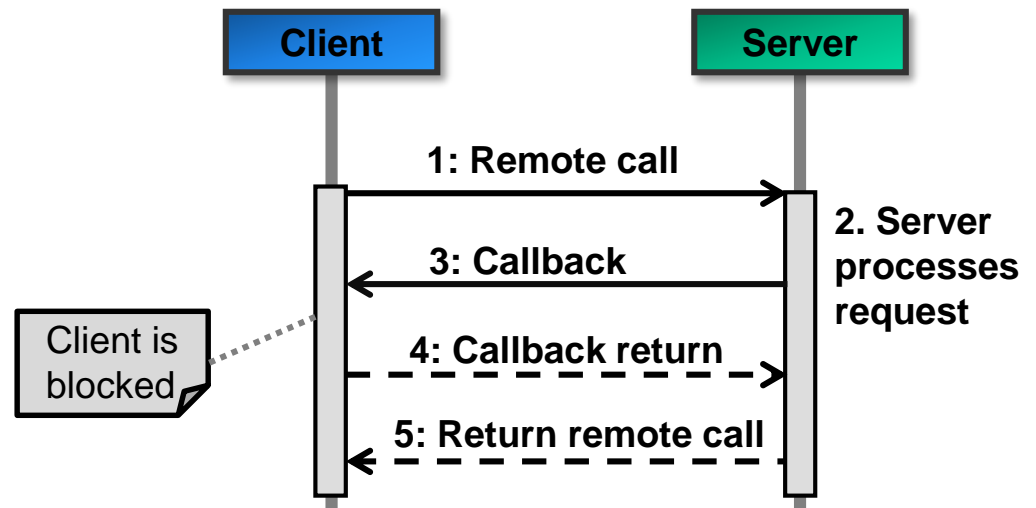 Client
Server
1: Remote call
2. Server
processes
request
3: Callback
Client is
blocked
4: Callback return
5: Return remote call